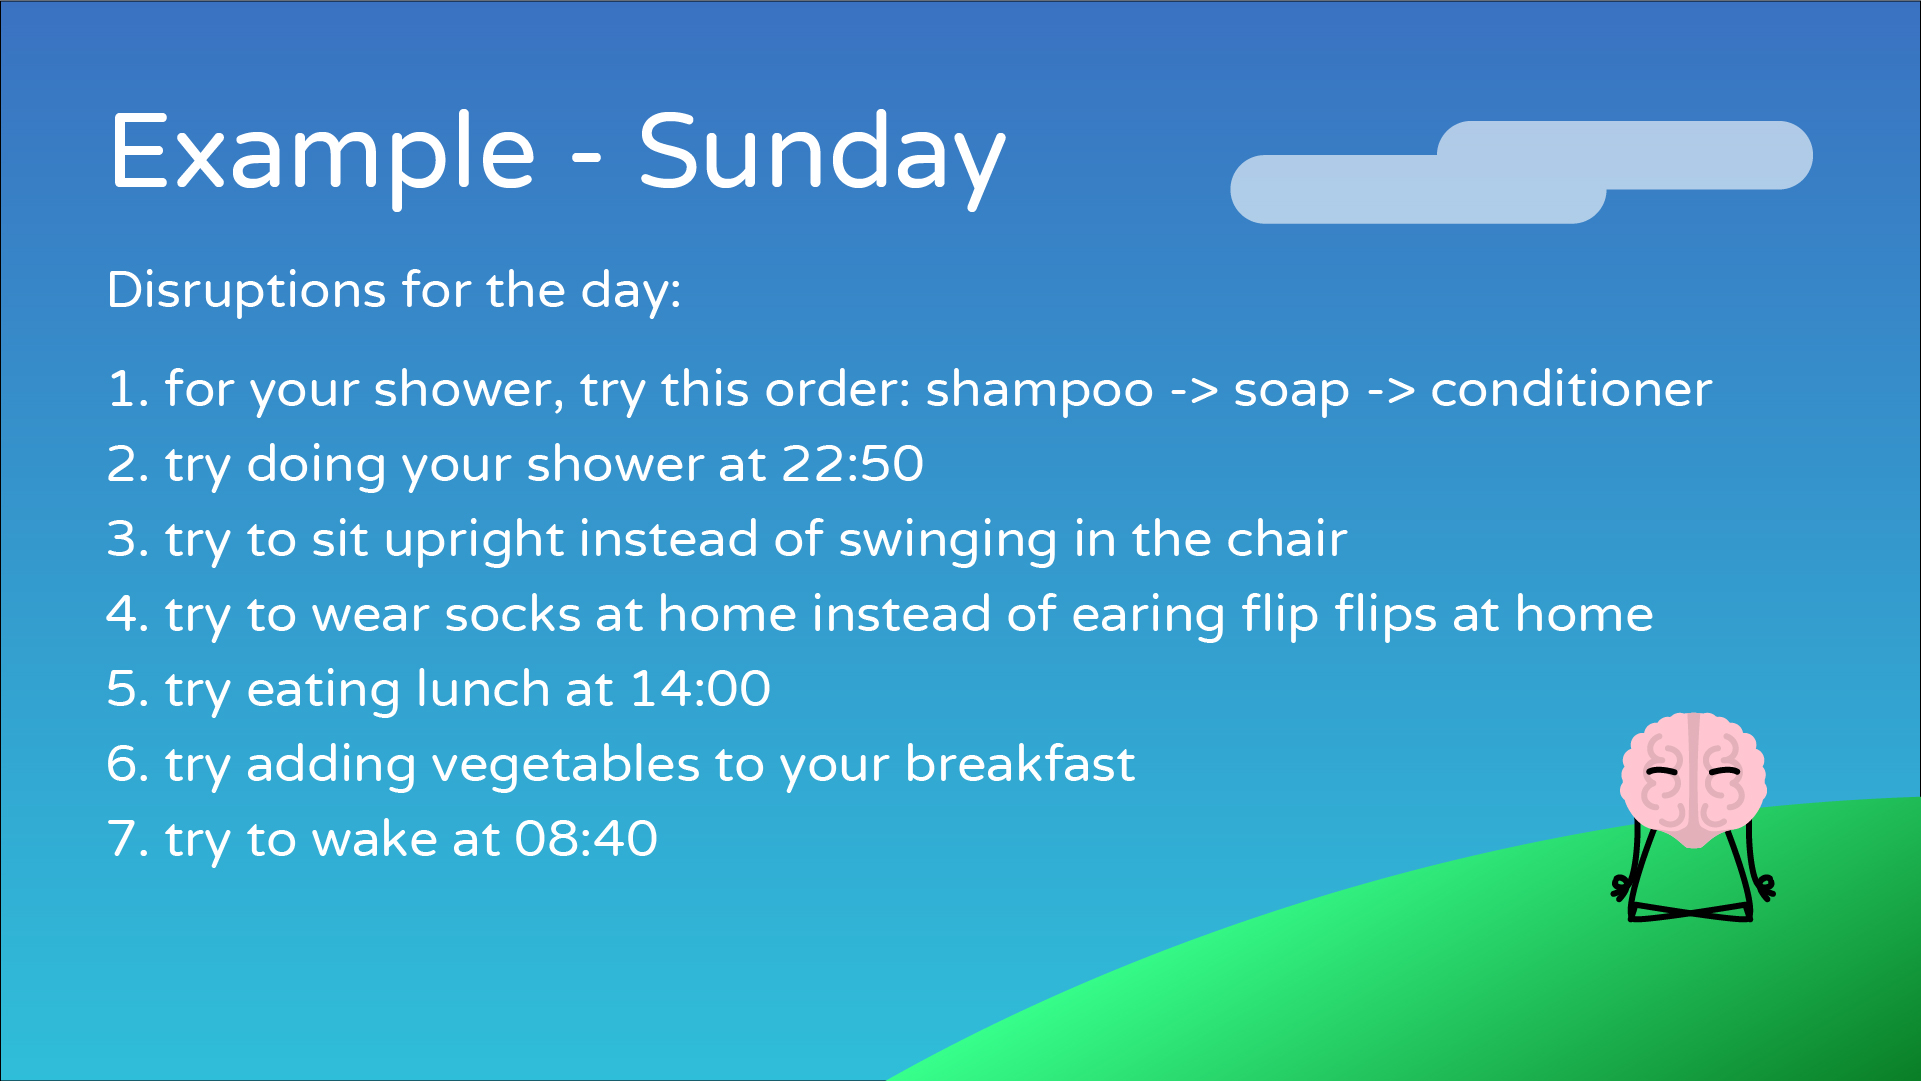 Example - Sunday
Disruptions for the day:
1. for your shower, try this order: shampoo -> soap -> conditioner
2. try doing your shower at 22:50
3. try to sit upright instead of swinging in the chair
4. try to wear socks at home instead of earing flip flips at home
5. try eating lunch at 14:00
6. try adding vegetables to your breakfast
7. try to wake at 08:40